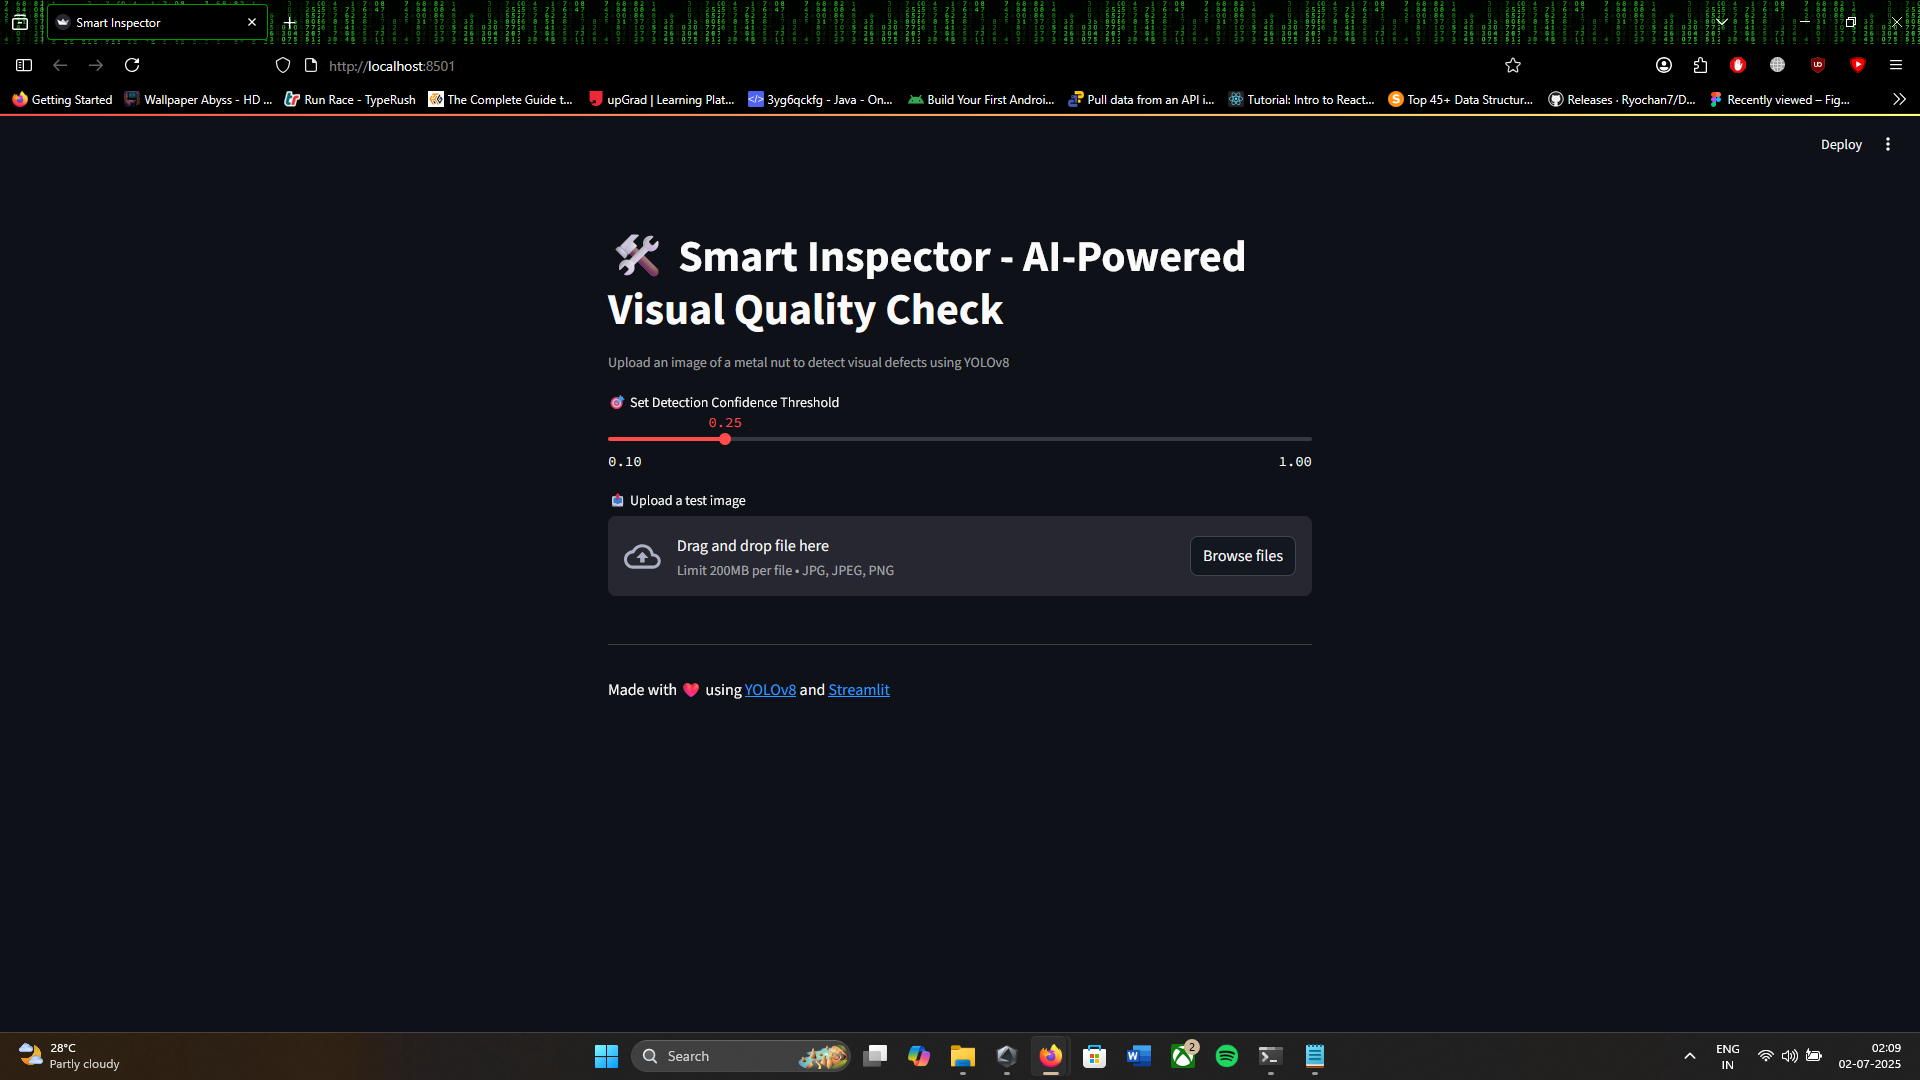 Smart Inspector
http://localhost:8501
Getting Started
Wallpaper Abyss - HD ...
Run Race - TypeRush
The Complete Guide t...
upGrad | Learning Plat...
3yg6qckfg - Java - On...
Build Your First Androi...
Pull data from an API i...
Tutorial: Intro to React...
Top 45+ Data Structur...
Releases · Ryochan7/D...
Recently viewed – Fig...
Deploy
Smart Inspector - AI-Powered
Visual Quality Check
Upload an image of a metal nut to detect visual defects using YOLOv8
Set Detection Confidence Threshold
0.25
0.10
1.00
Upload a test image
Drag and drop file here
Limit 200MB per file • JPG, JPEG, PNG
Browse files
Made with ❤ using YOLOv8 and Streamlit
28°C
Partly cloudy
Search
2
ENG
IN
02:09
02-07-2025